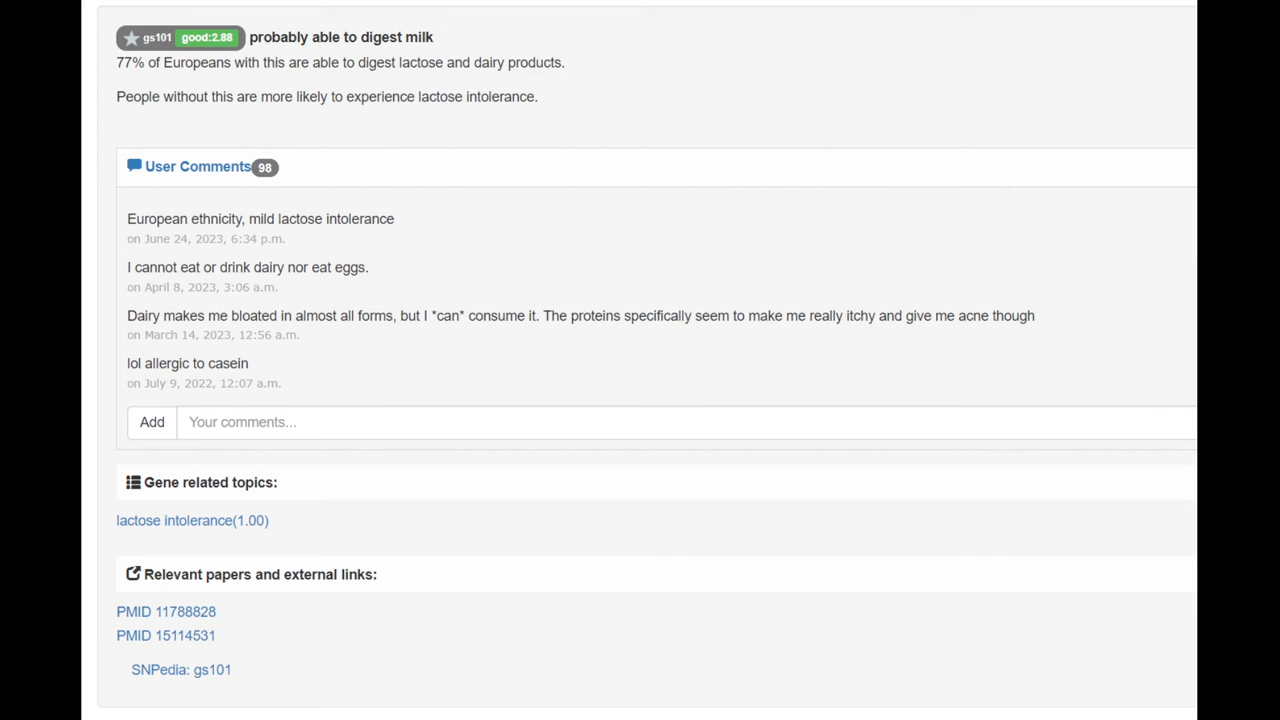 gs101 good:2.88 probably able to digest milk
77% of Europeans with this are able to digest lactose and dairy products.
People without this are more likely to experience lactose intolerance.
User Comments 98
European ethnicity, mild lactose intolerance
on June 24, 2023, 6:34 p.m.
I cannot eat or drink dairy nor eat eggs.
on April 8, 2023, 3:06 a.m.
Dairy makes me bloated in almost all forms, but I *can* consume it. The proteins specifically seem to make me really itchy and give me acne though
on March 14, 2023, 12:56 a.m.
lol allergic to casein
on July 9, 2022, 12:07 a.m.
Add Your comments...
Gene related topics:
lactose intolerance(1.00)
Relevant papers and external links:
PMID 11788828
PMID 15114531
SNPedia: gs101